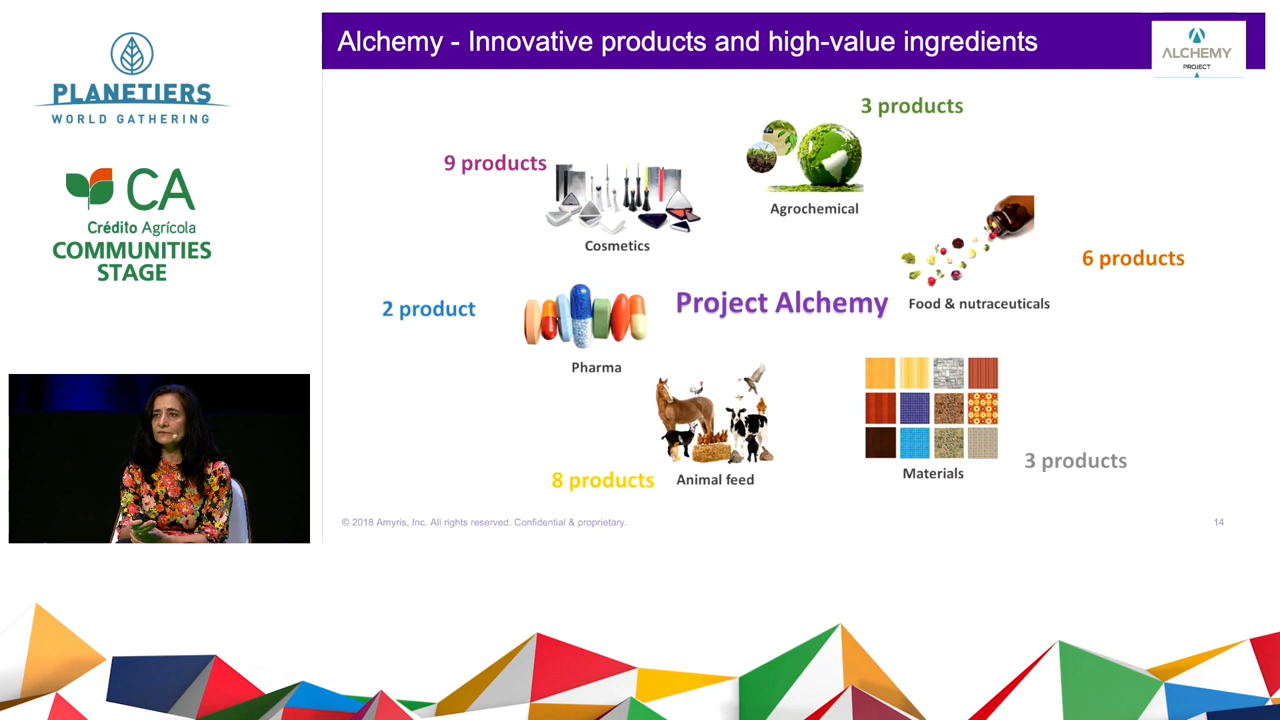 PLANETIERS
WORLD GATHERING
CA
Crédito Agrícola
COMMUNITIES
STAGE
Alchemy - Innovative products and high-value ingredients
ALCHEMY
PROJECT
3 products
9 products
Agrochemical
Cosmetics
6 products
2 product
Project Alchemy
Food & nutraceuticals
Pharma
3 products
Materials
8 products
Animal feed
© 2018 Amyris, Inc. All rights reserved. Confidential & proprietary.
14